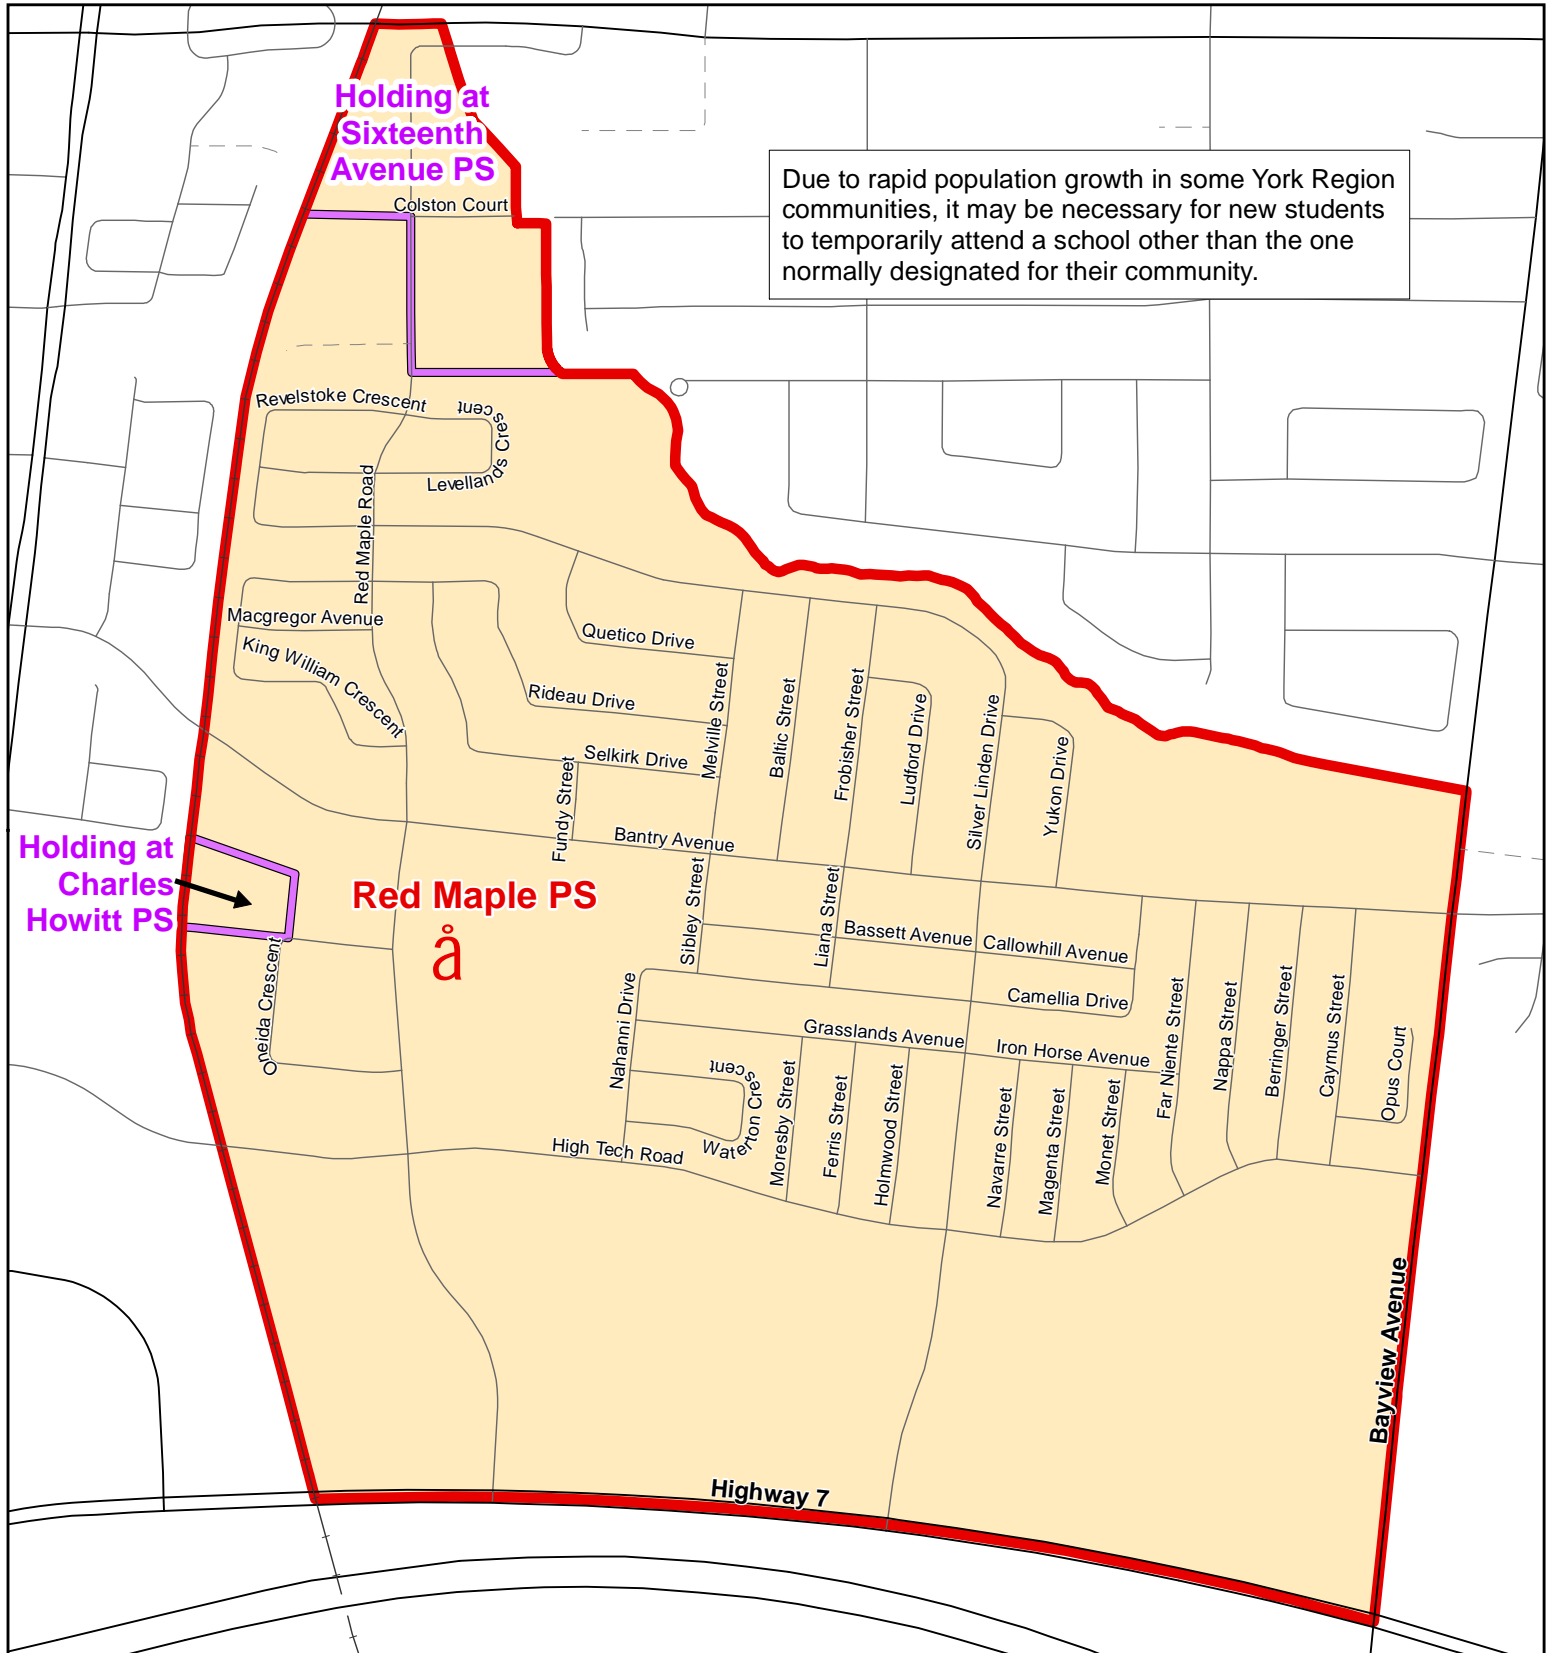 Holding at
Sixteenth
Avenue PS
Colston Court
Due to rapid population growth in some York Region
communities, it may be necessary for new students
to temporarily attend a school other than the one
normally designated for their community.
Revelstoke Crescent
Levellands Crescent
Red Maple Road
Macgregor Avenue
King William Crescent
Quetico Drive
Rideau Drive
Selkirk Drive
Melville Street
Baltic Street
Frobisher Street
Ludford Drive
Silver Linden Drive
Yukon Drive
Fundy Street
Bantry Avenue
Holding at
Charles
Howitt PS
Red Maple PS
å
Sibley Street
Liana Street
Bassett Avenue
Callowhill Avenue
Camellia Drive
Oneida Crescent
Nahanni Drive
Grasslands Avenue
Iron Horse Avenue
Far Niente Street
Nappa Street
Berringer Street
Caymus Street
Opus Court
Waterton Crescent
Moresby Street
Ferris Street
Holmwood Street
Navarre Street
Magenta Street
Monet Street
High Tech Road
Bayview Avenue
Highway 7